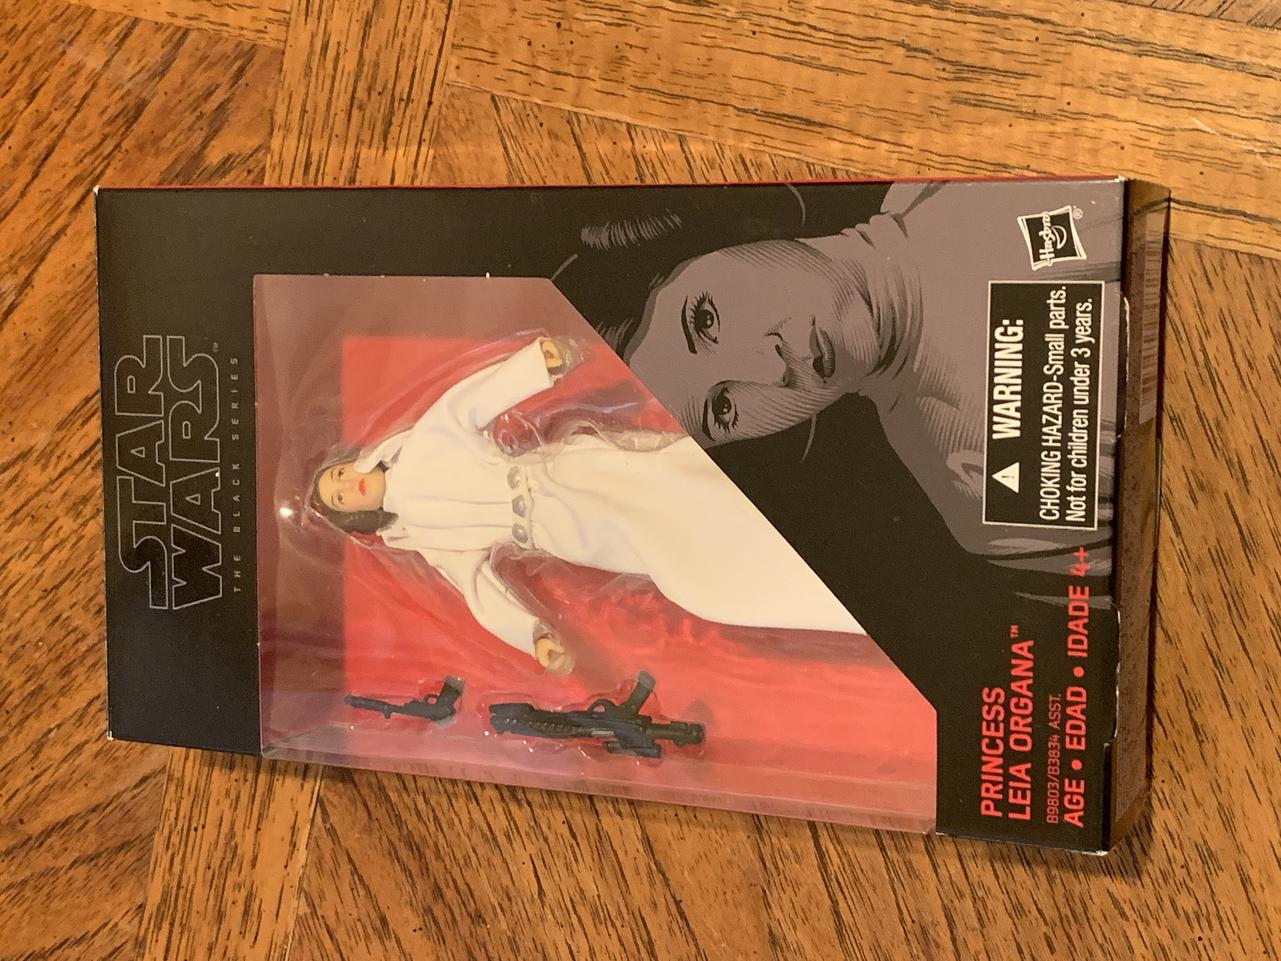 STAR
WARS™
THE BLACK SERIES
Hasbro®
⚠ WARNING:
CHOKING HAZARD-Small parts.
Not for children under 3 years.
PRINCESS
LEIA ORGANA™
B9803/B3834 ASST.
AGE • EDAD • IDADE 4+